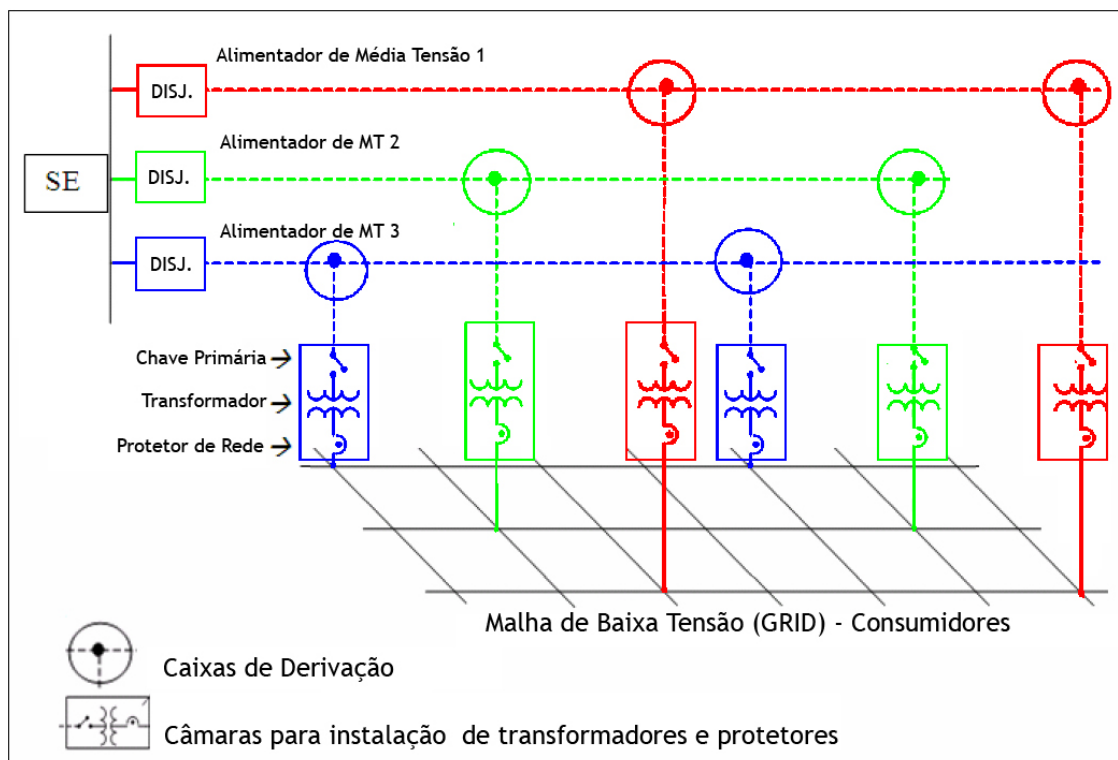 Alimentador de Média Tensão 1
DISJ.
Alimentador de MT 2
SE
DISJ.
Alimentador de MT 3
DISJ.
Chave Primária
Transformador
Protetor de Rede
Malha de Baixa Tensão (GRID) - Consumidores
Caixas de Derivação
Câmaras para instalação de transformadores e protetores